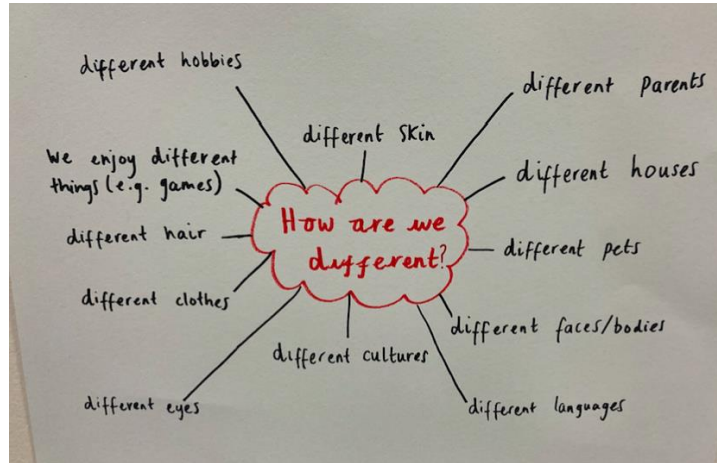 different hobbies
different parents
different skin
We enjoy different
things (e.g. games)
different houses
How are we
different?
different hair
different pets
different clothes
different faces/bodies
different cultures
different eyes
different languages